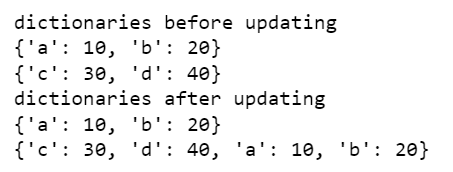 dictionaries before updating
{'a': 10, 'b': 20}
{'c': 30, 'd': 40}
dictionaries after updating
{'a': 10, 'b': 20}
{'c': 30, 'd': 40, 'a': 10, 'b': 20}